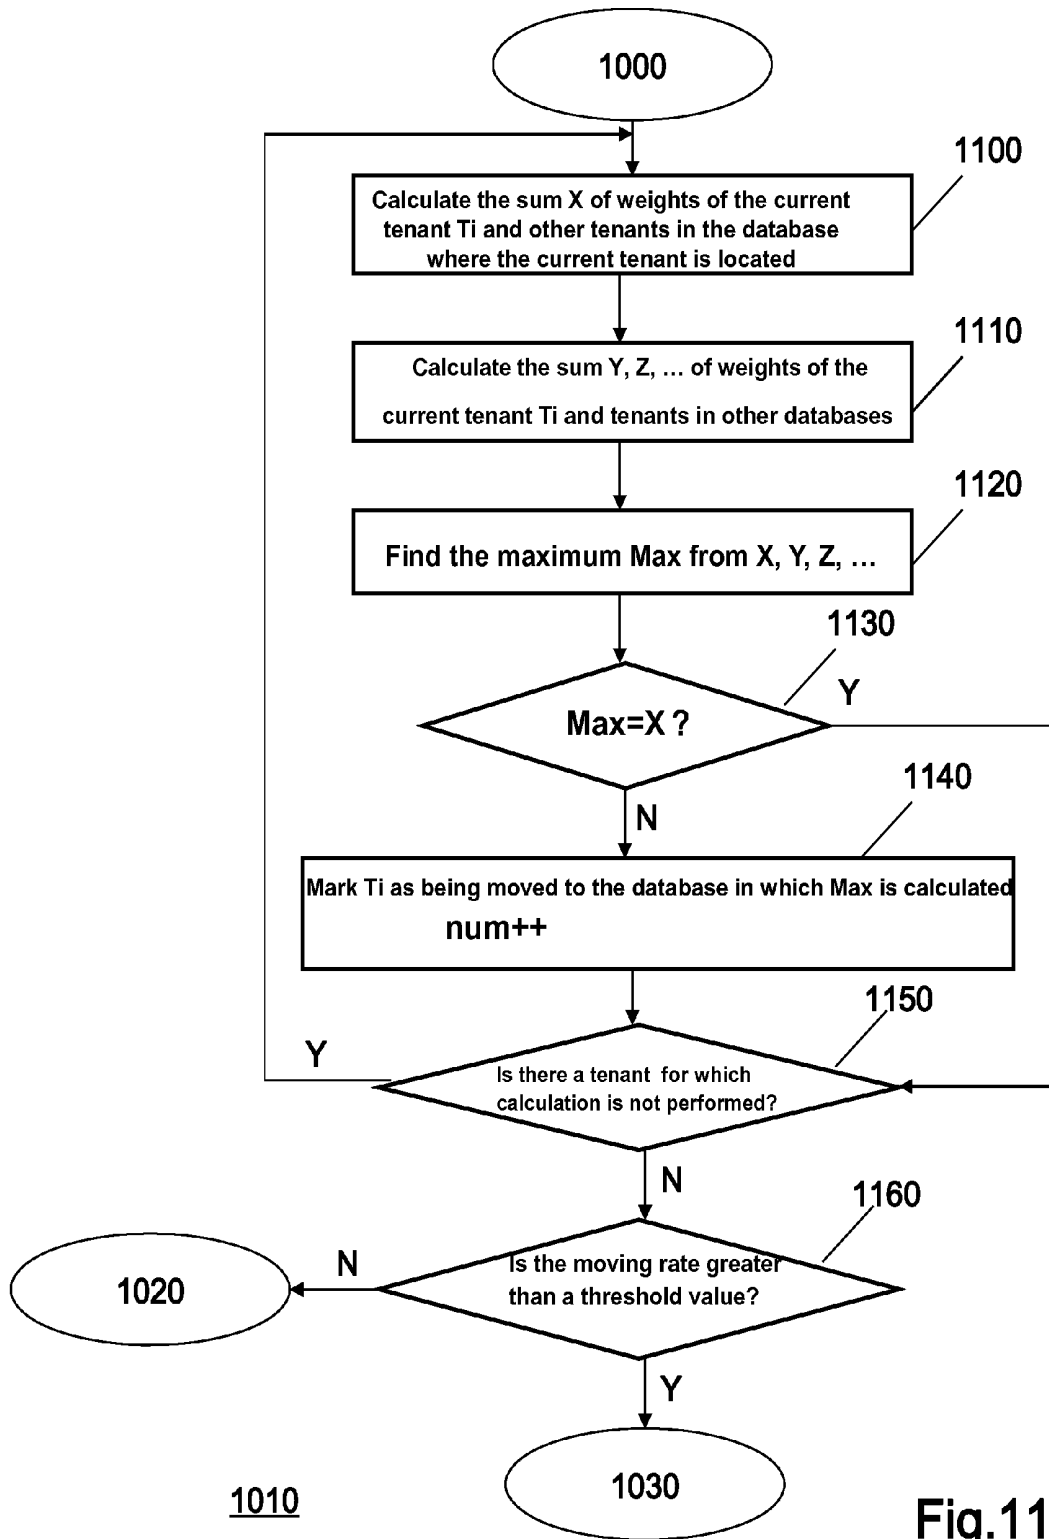 1000
1100
Calculate the sum X of weights of the current
tenant Ti and other tenants in the database
where the current tenant is located
1110
Calculate the sum Y, Z, … of weights of the
current tenant Ti and tenants in other databases
1120
Find the maximum Max from X, Y, Z, …
1130
Y
Max=X ?
N
1140
Mark Ti as being moved to the database in which Max is calculated
num++
1150
Y
Is there a tenant for which
calculation is not performed?
N
1160
N
Is the moving rate greater
than a threshold value?
1020
Y
1030
1010
Fig.11